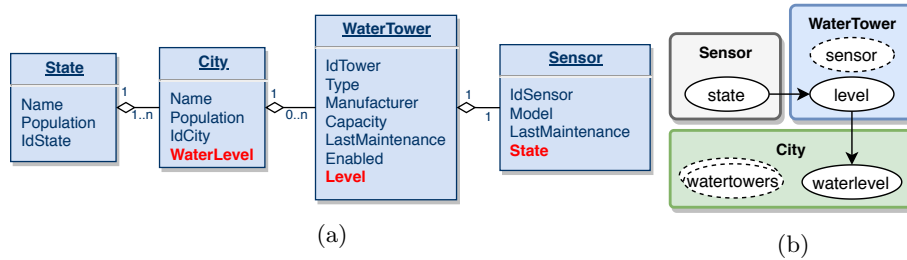 State
Name
Population
IdState
1
1..n
City
Name
Population
IdCity
WaterLevel
1
0..n
WaterTower
IdTower
Type
Manufacturer
Capacity
LastMaintenance
Enabled
Level
1
1
Sensor
IdSensor
Model
LastMaintenance
State
(a)
Sensor
state
WaterTower
sensor
level
City
watertowers
waterlevel
(b)